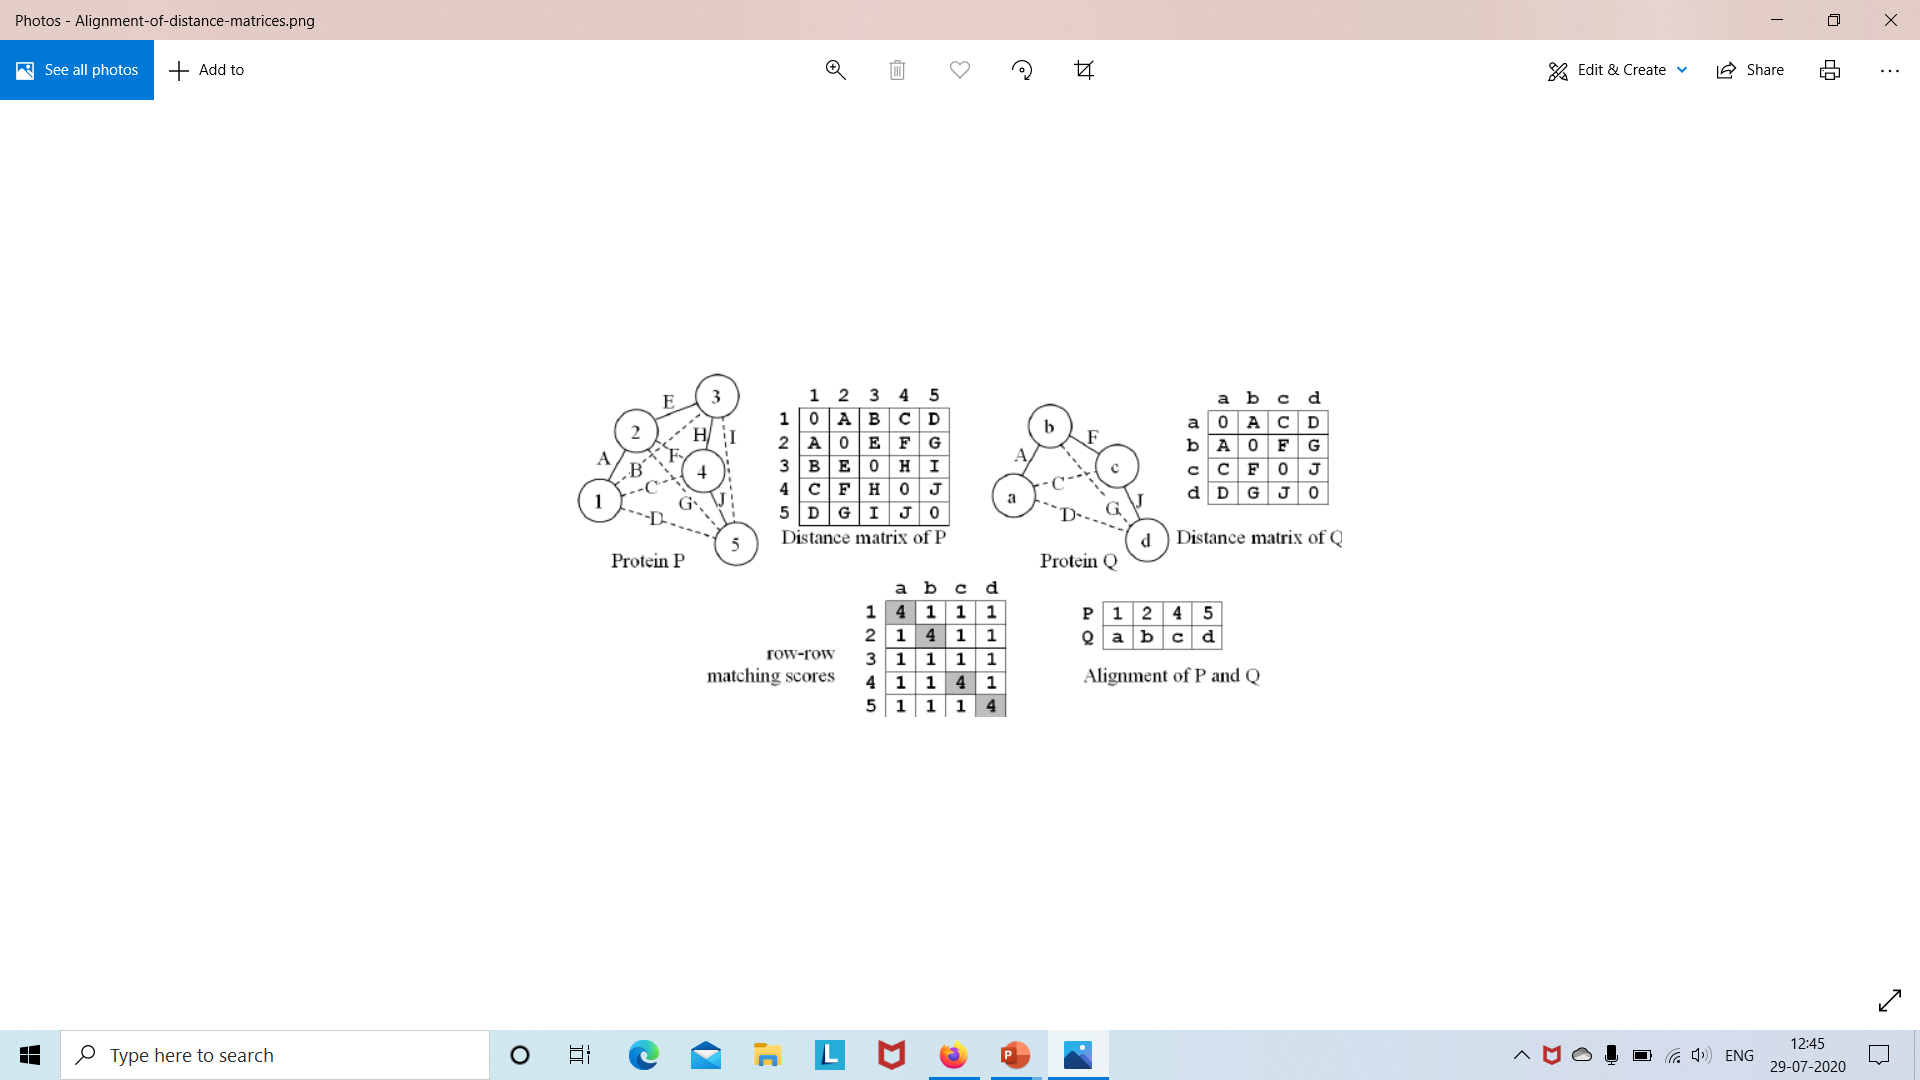 Photos - Alignment-of-distance-matrices.png
See all photos
Add to
Edit & Create
Share
1 2 3 4 5
1 0 A B C D
2 A 0 E F G
3 B E 0 H I
4 C F H 0 J
5 D G I J 0
Distance matrix of P
E
3
2
H
I
A
B
F
4
C
1
G
J
D
5
Protein P
b
F
A
c
C
a
G
J
D
d
Protein Q
a b c d
a 0 A C D
b A 0 F G
c C F 0 J
d D G J 0
Distance matrix of Q
row-row
matching scores
a b c d
1 4 1 1 1
2 1 4 1 1
3 1 1 1 1
4 1 1 4 1
5 1 1 1 4
P 1 2 4 5
Q a b c d
Alignment of P and Q
Type here to search
L
P
ENG
12:45
29-07-2020